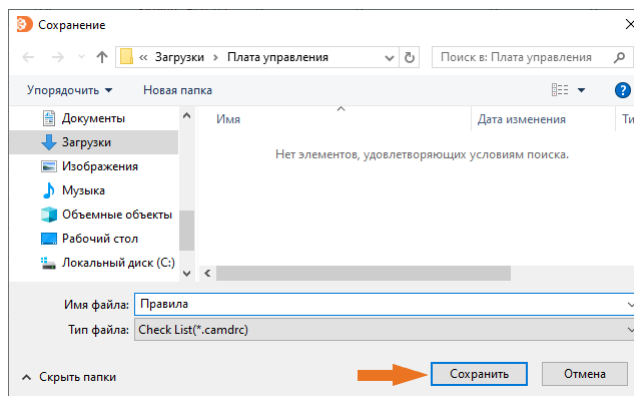 Сохранение
« Загрузки › Плата управления
Поиск в: Плата управления
Упорядочить
Новая папка
?
Документы
Загрузки
Изображения
Музыка
Объемные объекты
Рабочий стол
Локальный диск (C:)
Имя
Дата изменения
Ти
Нет элементов, удовлетворяющих условиям поиска.
Имя файла: Правила
Тип файла: Check List(*.camdrc)
Скрыть папки
Сохранить
Отмена